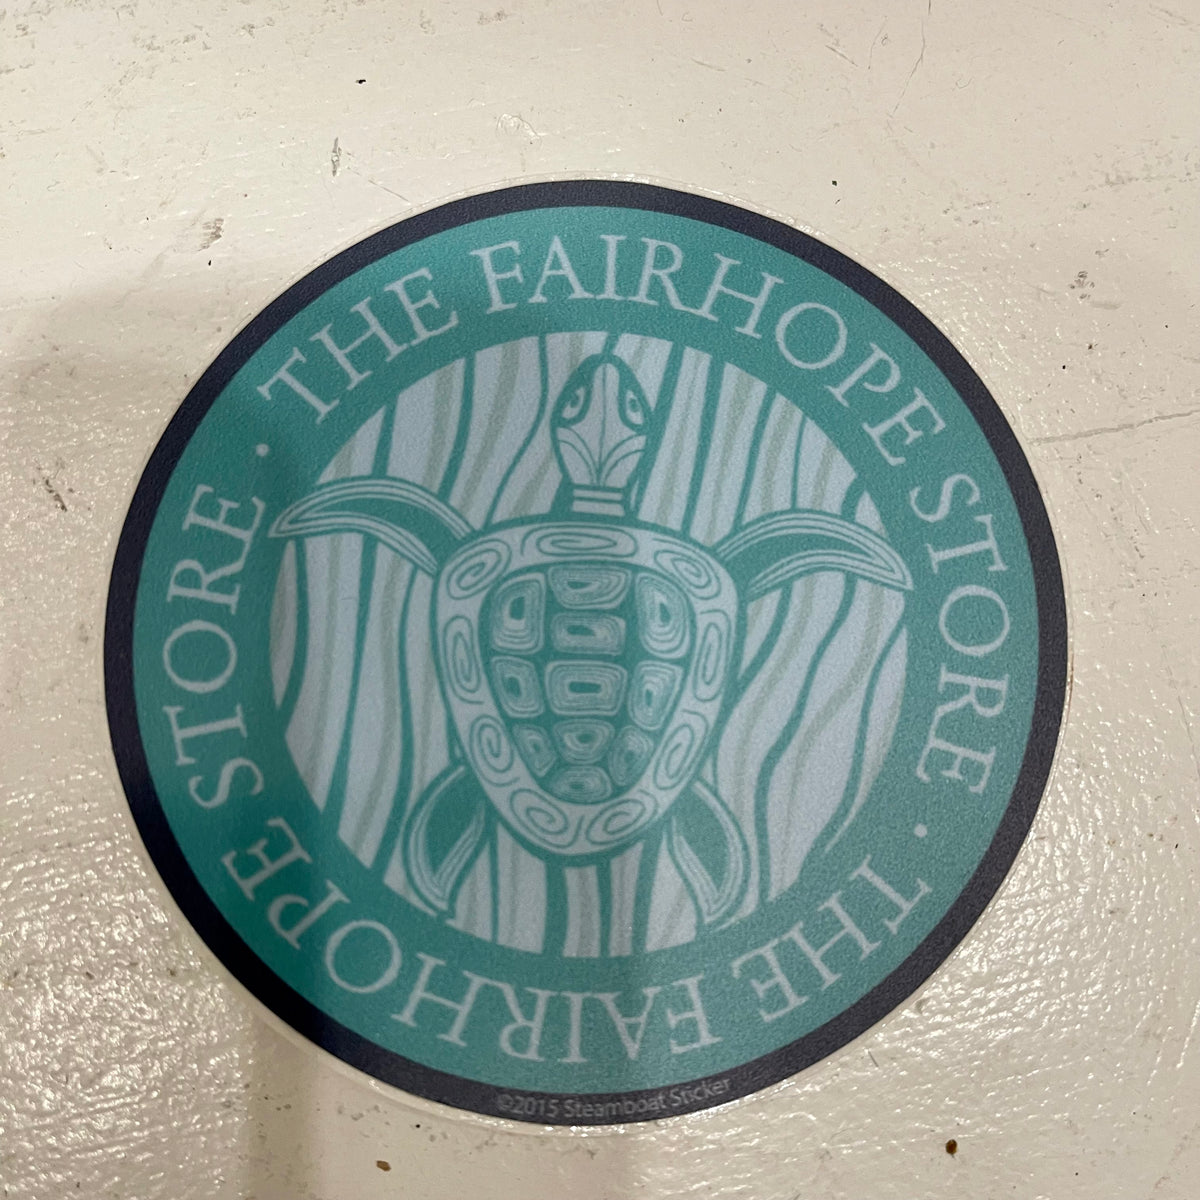 THE FAIRHOPE STORE · THE FAIRHOPE STORE ·
©2015 Steamboat Sticker